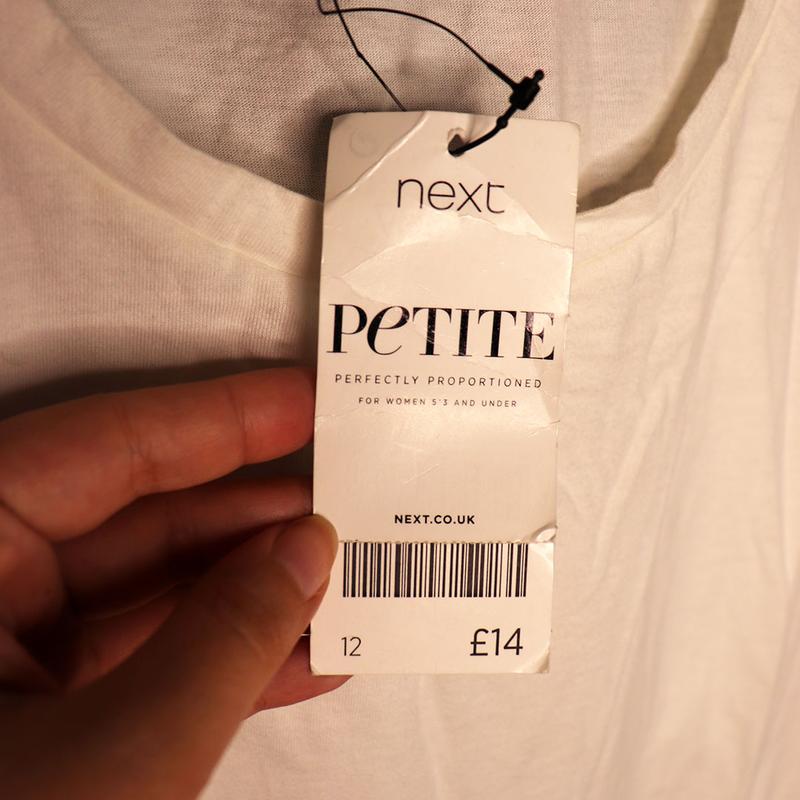 next
PeTITE
PERFECTLY PROPORTIONED
FOR WOMEN 5'3 AND UNDER
NEXT.CO.UK
12 £14